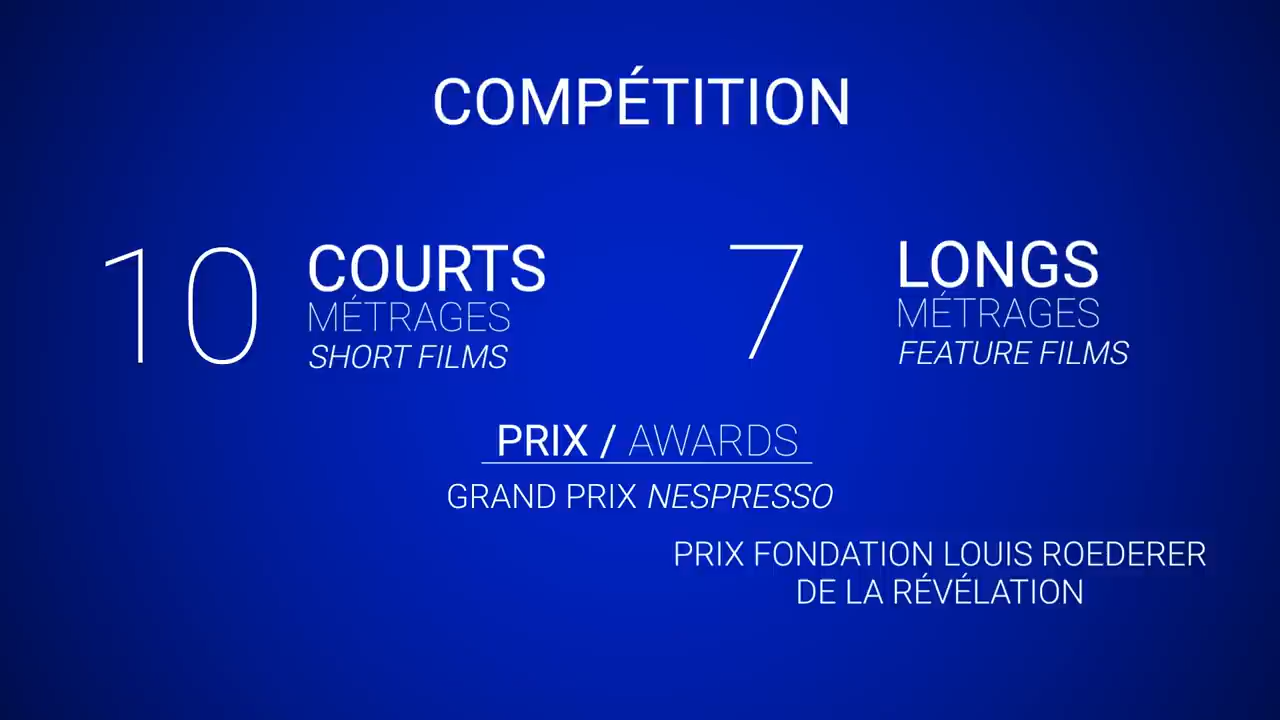 COMPÉTITION
10
COURTS
MÉTRAGES
SHORT FILMS
7
LONGS
MÉTRAGES
FEATURE FILMS
PRIX / AWARDS
GRAND PRIX NESPRESSO
PRIX FONDATION LOUIS ROEDERER
DE LA RÉVÉLATION